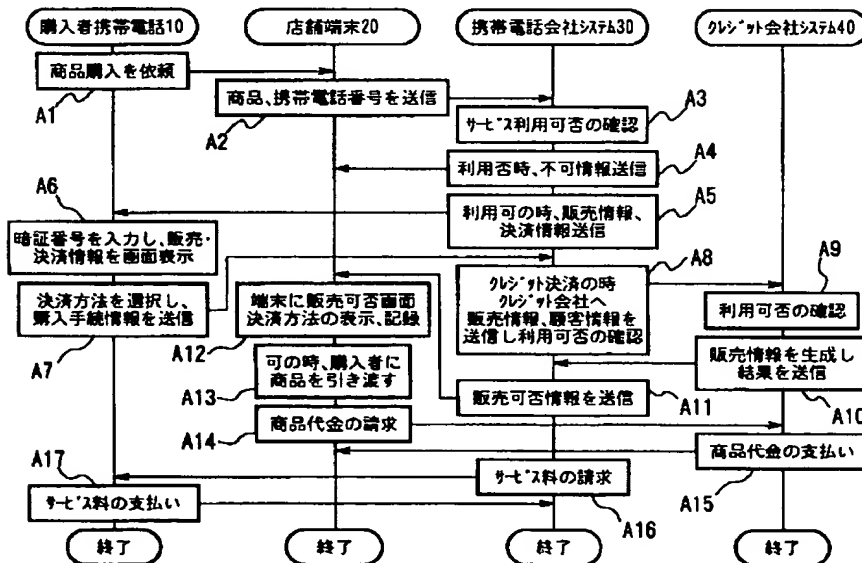 購入者携帯電話10
店舗端末20
携帯電話会社システム30
クレジット会社システム40
商品購入を依頼
A1
商品、携帯電話番号を送信
A2
A3
サービス利用可否の確認
A4
利用否時、不可情報送信
A5
利用可の時、販売情報、
決済情報送信
A6
暗証番号を入力し、販売・
決済情報を画面表示
決済方法を選択し、
購入手続情報を送信
A7
A8
クレジット決済の時
クレジット会社へ
販売情報、顧客情報を
送信し利用可否の確認
A9
利用可否の確認
販売情報を生成し
結果を送信
A10
販売可否情報を送信
A11
端末に販売可否画面
決済方法の表示、記録
A12
可の時、購入者に
商品を引き渡す
A13
商品代金の請求
A14
商品代金の支払い
A15
サービス料の請求
A16
A17
サービス料の支払い
終了
終了
終了
終了